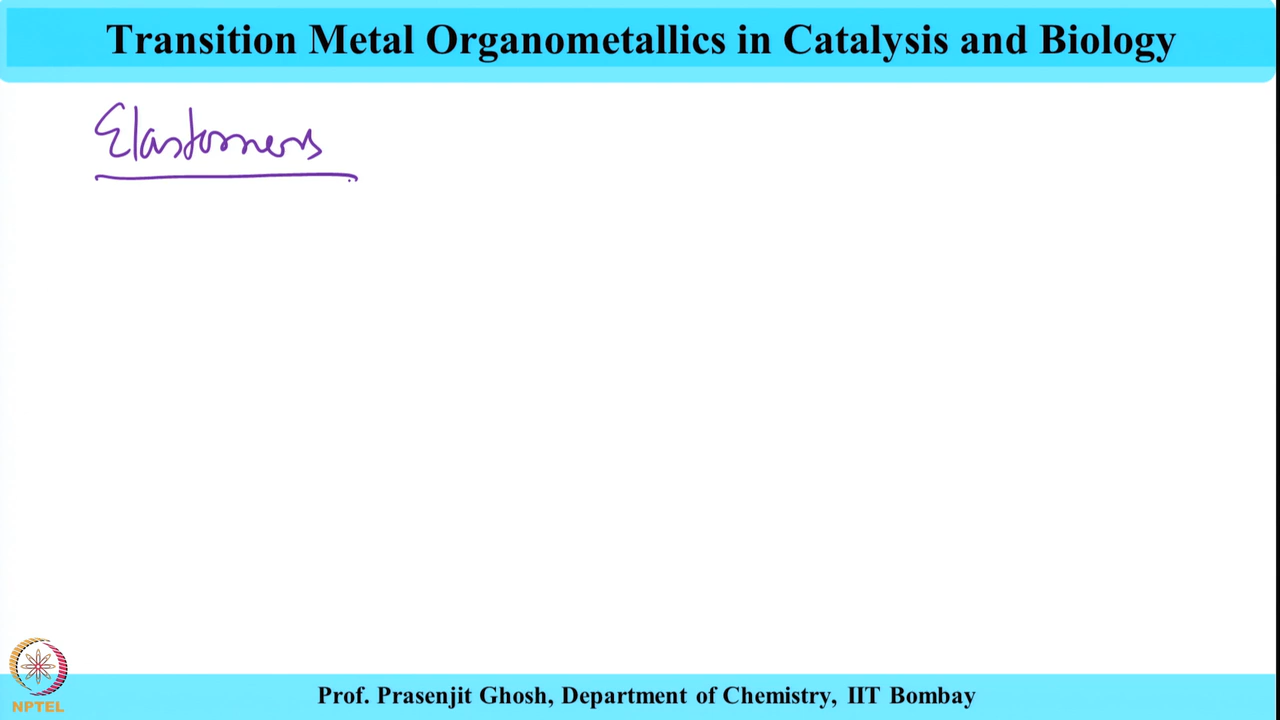 Transition Metal Organometallics in Catalysis and Biology
Elastomers
NPTEL
Prof. Prasenjit Ghosh, Department of Chemistry, IIT Bombay